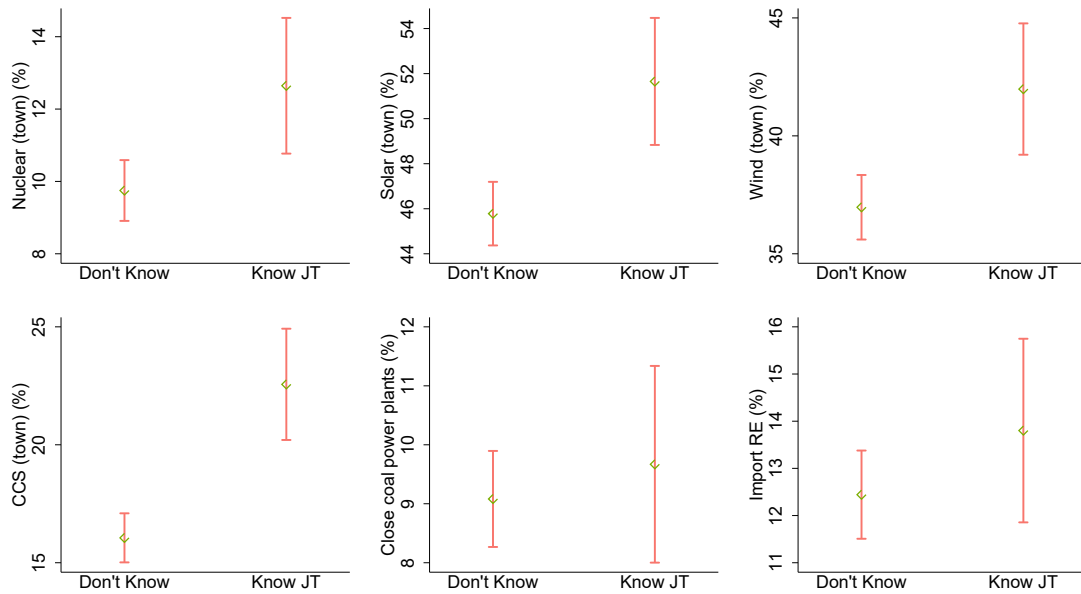 Nuclear (town) (%)
14
12
10
8
Don't Know Know JT
Solar (town) (%)
54
52
50
48
46
44
Don't Know Know JT
Wind (town) (%)
45
40
35
Don't Know Know JT
CCS (town) (%)
25
20
15
Don't Know Know JT
Close coal power plants (%)
12
11
10
9
8
Don't Know Know JT
Import RE (%)
16
15
14
13
12
11
Don't Know Know JT